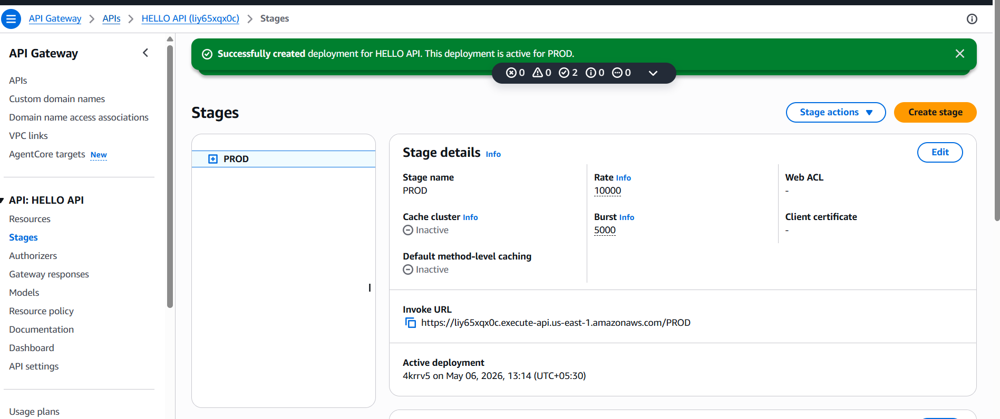 API Gateway > APIs > HELLO API (liy65xqx0c) > Stages
API Gateway
APIs
Custom domain names
Domain name access associations
VPC links
AgentCore targets New
API: HELLO API
Resources
Stages
Authorizers
Gateway responses
Models
Resource policy
Documentation
Dashboard
API settings
Usage plans
Successfully created deployment for HELLO API. This deployment is active for PROD.
0 0 2 0 0
Stages
Stage actions
Create stage
PROD
Stage details Info
Edit
Stage name
PROD
Rate Info
10000
Web ACL
-
Cache cluster Info
Inactive
Burst Info
5000
Client certificate
-
Default method-level caching
Inactive
Invoke URL
https://liy65xqx0c.execute-api.us-east-1.amazonaws.com/PROD
Active deployment
4krrv5 on May 06, 2026, 13:14 (UTC+05:30)